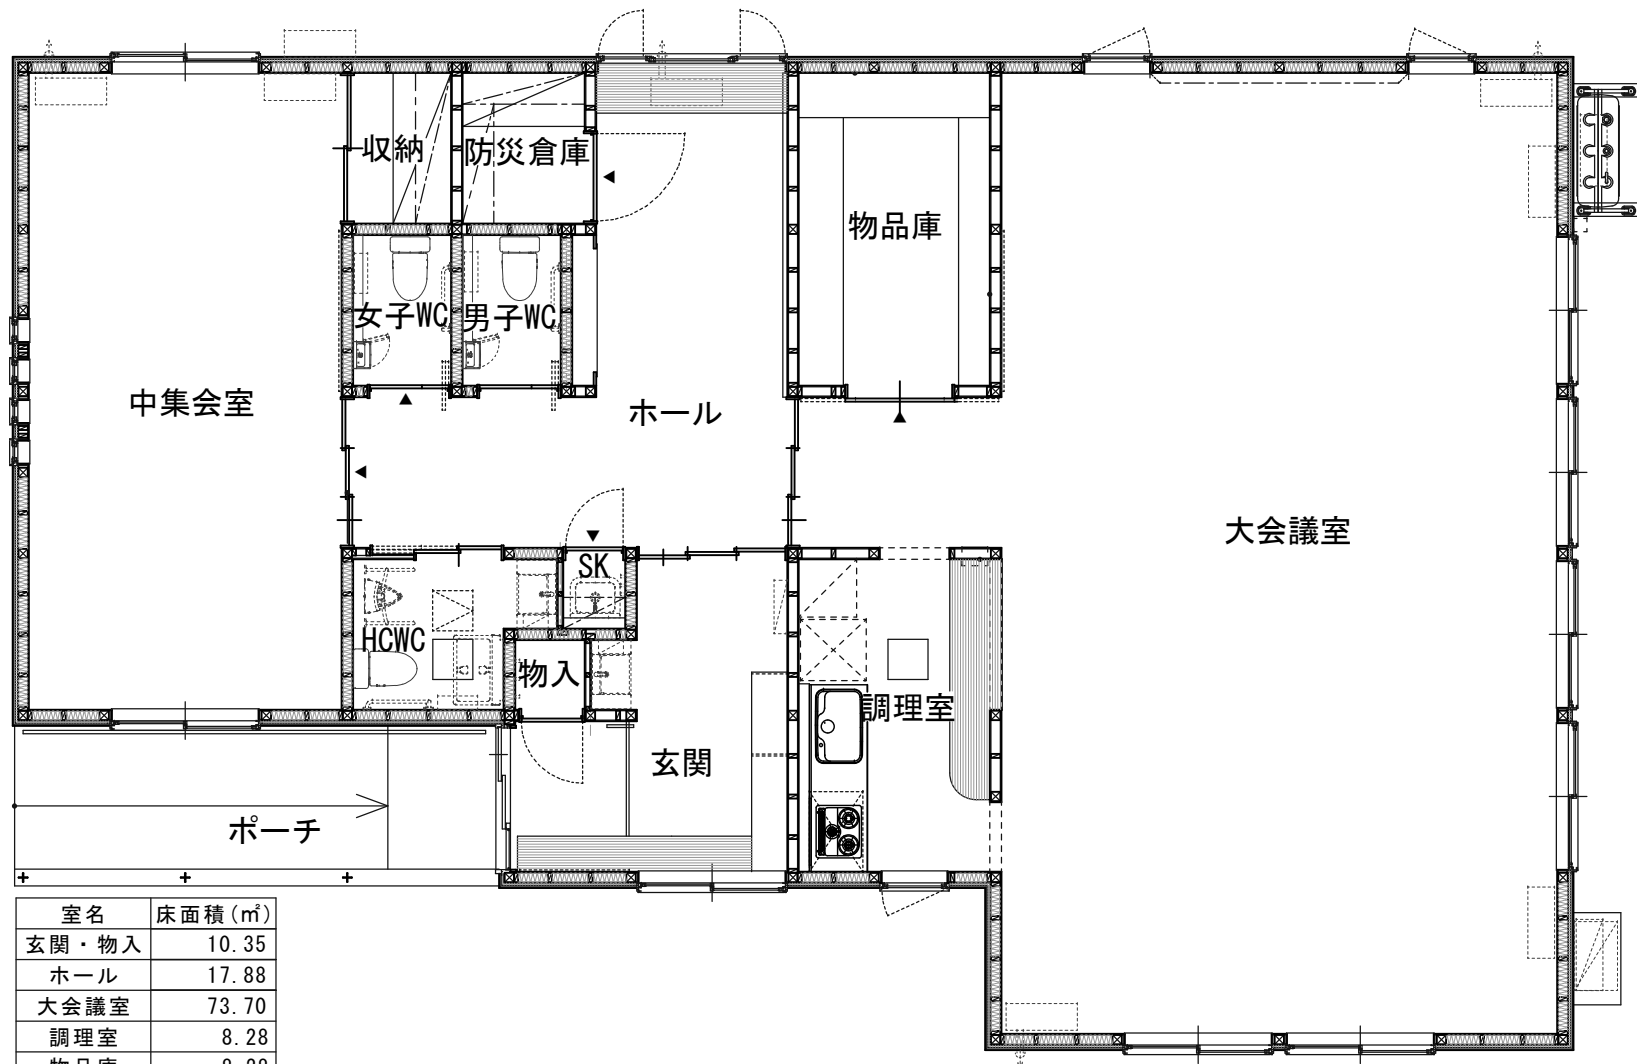 収納
防災倉庫
物品庫
女子WC
男子WC
中集会室
ホール
大会議室
SK
HCWC
物入
調理室
玄関
ポーチ
室名 床面積(㎡)
玄関・物入 10.35
ホール 17.88
大会議室 73.70
調理室 8.28